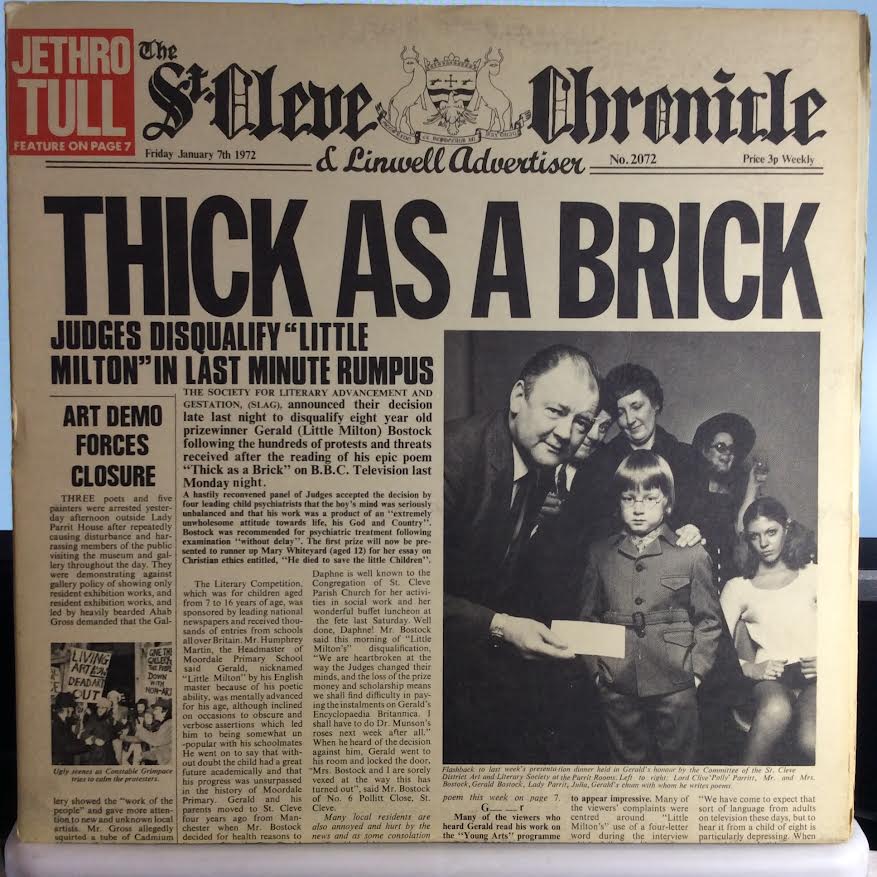 JETHRO
TULL
FEATURE ON PAGE 7
The
St. Cleve Chronicle
Friday January 7th 1972
& Linwell Advertiser
No. 2072
Price 3p Weekly
THICK AS A BRICK
JUDGES DISQUALIFY “LITTLE
MILTON” IN LAST MINUTE RUMPUS
ART DEMO
FORCES
CLOSURE
THREE poets and five
painters were arrested yester-
day afternoon outside Lady
Parrit House after repeatedly
causing disturbance and har-
rassing members of the public
visiting the museum and gal-
lery throughout the day. They
were demonstrating against
gallery policy of showing only
resident exhibition works, and
resident exhibition works, and
led by heavily bearded Ahab
Gross demanded that the Gal-
LIVING
ART
DEAD ART
OUT
GIVE THE
GALLERY
THE PEOPLE
DOWN
WITH
NON-ART
Ugly scenes as Constable Grimpace
tries to calm the protesters.
lery showed the “work of the
people” and gave more atten-
tion to new and unknown local
artists. Mr. Gross allegedly
squirted a tube of Cadmium
THE SOCIETY FOR LITERARY ADVANCEMENT AND
GESTATION, (SLAG), announced their decision
late last night to disqualify eight year old
prizewinner Gerald (Little Milton) Bostock
following the hundreds of protests and threats
received after the reading of his epic poem
“Thick as a Brick” on B.B.C. Television last
Monday night.
A hastily reconvened panel of Judges accepted the decision by
four leading child psychiatrists that the boy’s mind was seriously
unbalanced and that his work was a product of an “extremely
unwholesome attitude towards life, his God and Country”.
Bostock was recommended for psychiatric treatment following
examination “without delay”. The first prize will now be pre-
sented to runner up Mary Whiteyard (aged 12) for her essay on
Christian ethics entitled, “He died to save the little Children”.
The Literary Competition,
which was for children aged
from 7 to 16 years of age, was
sponsored by leading national
newspapers and received thou-
sands of entries from schools
all over Britain. Mr. Humphrey
Martin, the Headmaster of
Moordale Primary School
said Gerald, nicknamed
“Little Milton” by his English
master because of his poetic
ability, was mentally advanced
for his age, although inclined
on occasions to obscure and
verbose assertions which led
him to being somewhat un
-popular with his schoolmates
He went on to say that with-
out doubt the child had a great
future academically and that
his progress was unsurpassed
in the history of Moordale
Primary. Gerald and his
parents moved to St. Cleve
four years ago from Man-
chester when Mr. Bostock
decided for health reasons to
Daphne is well known to the
Congregation of St. Cleve
Parish Church for her activi-
ties in social work and her
wonderful buffet luncheon at
the fete last Saturday. Well
done, Daphne! Mr. Bostock
said this morning of “Little
Milton’s” disqualification,
“We are heartbroken at the
way the Judges changed their
minds, and the loss of the prize
money and scholarship means
we shall find difficulty in pay-
ing the instalments on Gerald’s
Encyclopaedia Britannica. I
shall have to do Dr. Munson’s
roses next week after all.”
When he heard of the decision
against him, Gerald went to
his room and locked the door,
“Mrs. Bostock and I are sorely
vexed at the way this has
turned out”, said Mr. Bostock
of No. 6 Pollitt Close, St.
Cleve.
Many local residents are
also annoyed and hurt by the
news and as some consolation
Flashback to last week’s presentation dinner held in Gerald’s honour by the Committee of the St. Cleve
District Art and Literary Society at the Parrit Rooms. Left to right: Lord Clive ‘Polly’ Parritt, Mr. and Mrs.
Bostock, Gerald Bostock, Lady Parrit, Julia, Gerald’s chum with whom he writes poems.
poem this week on page 7.
G——r
Many of the viewers who
heard Gerald read his work on
the “Young Arts” programme
to appear impressive. Many of
the viewers’ complaints were
centred around “Little
Milton’s” use of a four-letter
word during the interview
“We have come to expect that
sort of language from adults
on television these days, but to
hear it from a child of eight is
particularly depressing. When